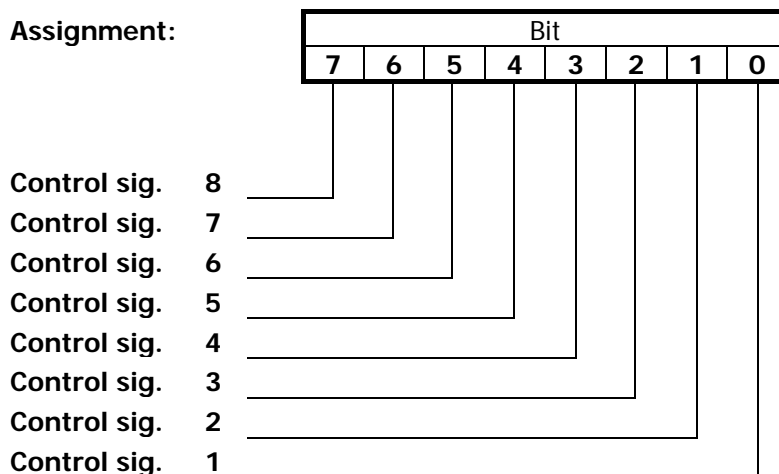 Assignment: Bit
7 6 5 4 3 2 1 0
Control sig. 8
Control sig. 7
Control sig. 6
Control sig. 5
Control sig. 4
Control sig. 3
Control sig. 2
Control sig. 1